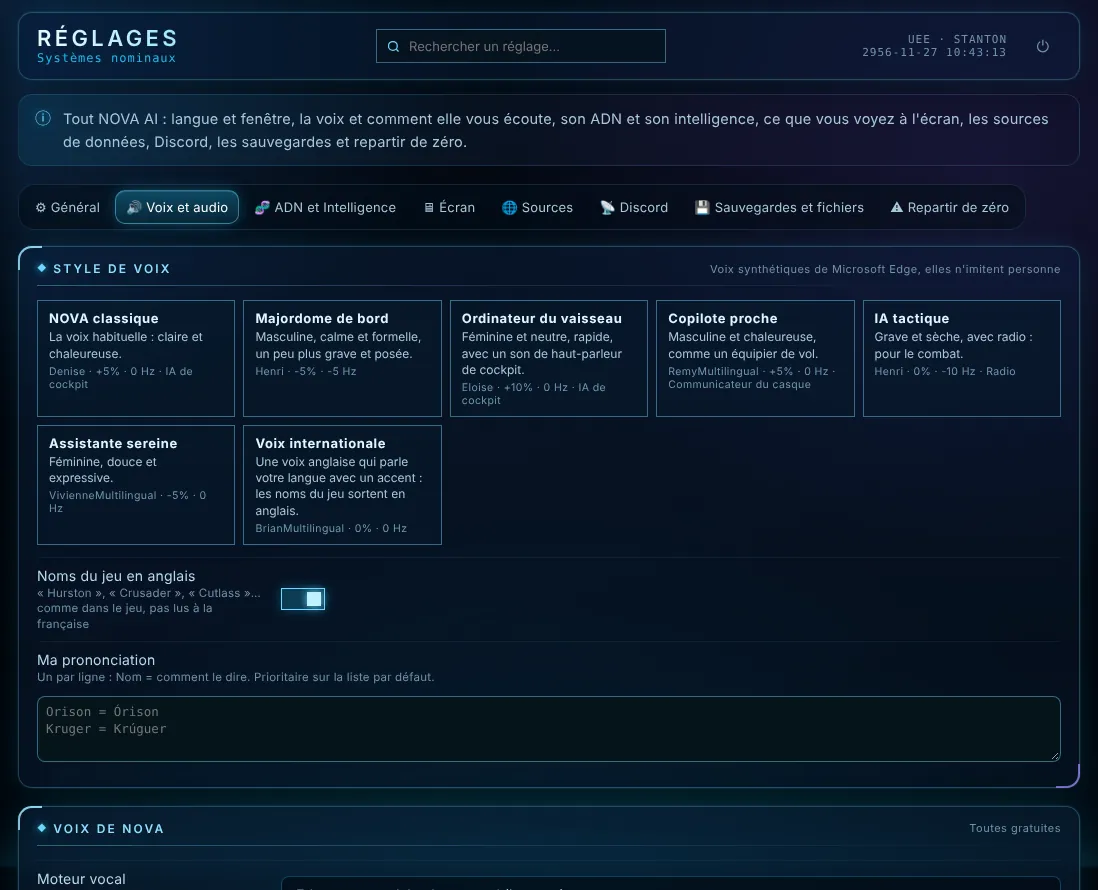 RÉGLAGES
Systèmes nominaux
Rechercher un réglage...
UEE · STANTON
2956-11-27 10:43:13
Tout NOVA AI : langue et fenêtre, la voix et comment elle vous écoute, son ADN et son intelligence, ce que vous voyez à l'écran, les sources
de données, Discord, les sauvegardes et repartir de zéro.
Général
Voix et audio
ADN et Intelligence
Écran
Sources
Discord
Sauvegardes et fichiers
Repartir de zéro
STYLE DE VOIX
Voix synthétiques de Microsoft Edge, elles n'imitent personne
NOVA classique
La voix habituelle : claire et
chaleureuse.
Denise · +5% · 0 Hz · IA de
cockpit
Majordome de bord
Masculine, calme et formelle,
un peu plus grave et posée.
Henri · -5% · -5 Hz
Ordinateur du vaisseau
Féminine et neutre, rapide,
avec un son de haut-parleur
de cockpit.
Eloise · +10% · 0 Hz · IA de
cockpit
Copilote proche
Masculine et chaleureuse,
comme un équipier de vol.
RemyMultilingual · +5% · 0 Hz ·
Communicateur du casque
IA tactique
Grave et sèche, avec radio :
pour le combat.
Henri · 0% · -10 Hz · Radio
Assistante sereine
Féminine, douce et
expressive.
VivienneMultilingual · -5% · 0
Hz
Voix internationale
Une voix anglaise qui parle
votre langue avec un accent :
les noms du jeu sortent en
anglais.
BrianMultilingual · 0% · 0 Hz
Noms du jeu en anglais
« Hurston », « Crusader », « Cutlass »...
comme dans le jeu, pas lus à la
française
Ma prononciation
Un par ligne : Nom = comment le dire. Prioritaire sur la liste par défaut.
Orison = Órison
Kruger = Krúguer
VOIX DE NOVA
Toutes gratuites
Moteur vocal